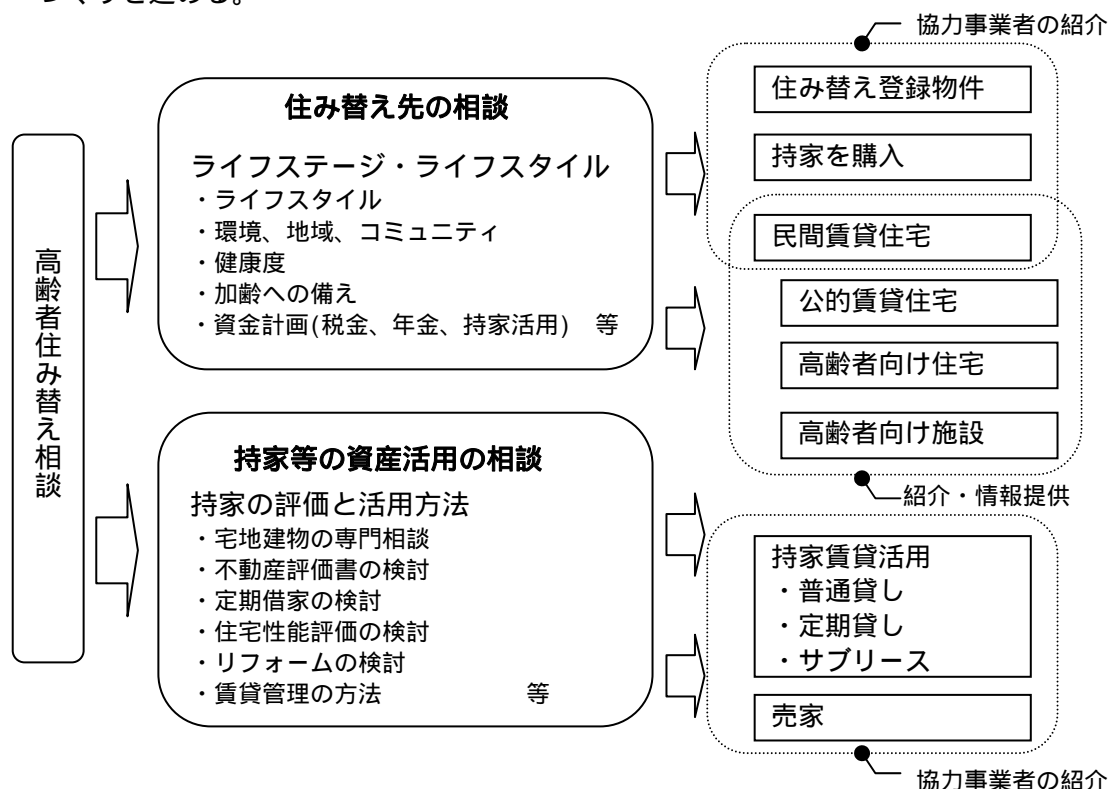 協力事業者の紹介
高齢者住み替え相談
住み替え先の相談
ライフステージ・ライフスタイル
・ライフスタイル
・環境、地域、コミュニティ
・健康度
・加齢への備え
・資金計画(税金、年金、持家活用) 等
住み替え登録物件
持家を購入
民間賃貸住宅
公的賃貸住宅
高齢者向け住宅
高齢者向け施設
紹介・情報提供
持家等の資産活用の相談
持家の評価と活用方法
・宅地建物の専門相談
・不動産評価書の検討
・定期借家の検討
・住宅性能評価の検討
・リフォームの検討
・賃貸管理の方法 等
持家賃貸活用
・普通貸し
・定期貸し
・サブリース
売家
協力事業者の紹介